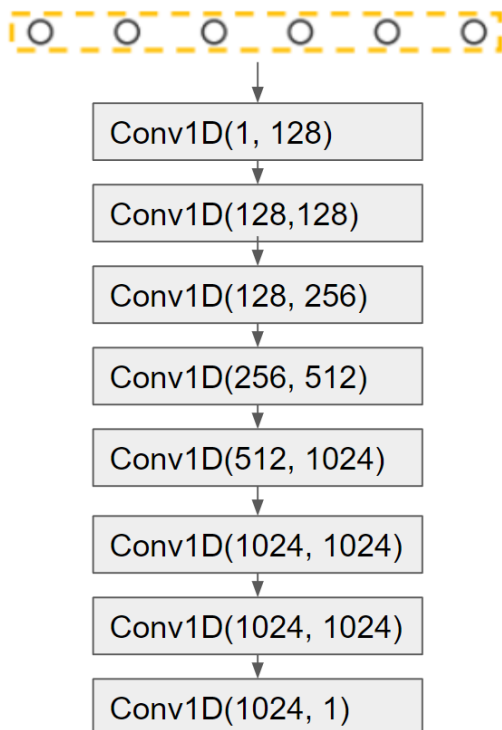 Conv1D(1, 128)
Conv1D(128,128)
Conv1D(128, 256)
Conv1D(256, 512)
Conv1D(512, 1024)
Conv1D(1024, 1024)
Conv1D(1024, 1024)
Conv1D(1024, 1)